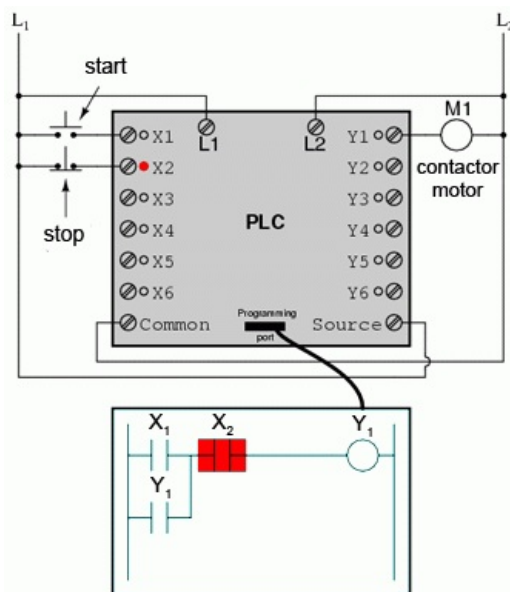 L₁
L₂
start
M1
X1
L1
L2
Y1
X2
Y2
contactor
motor
stop
X3
PLC
Y3
X4
Y4
X5
Y5
X6
Y6
Common
Programming
port
Source
X₁
X₂
Y₁
Y₁